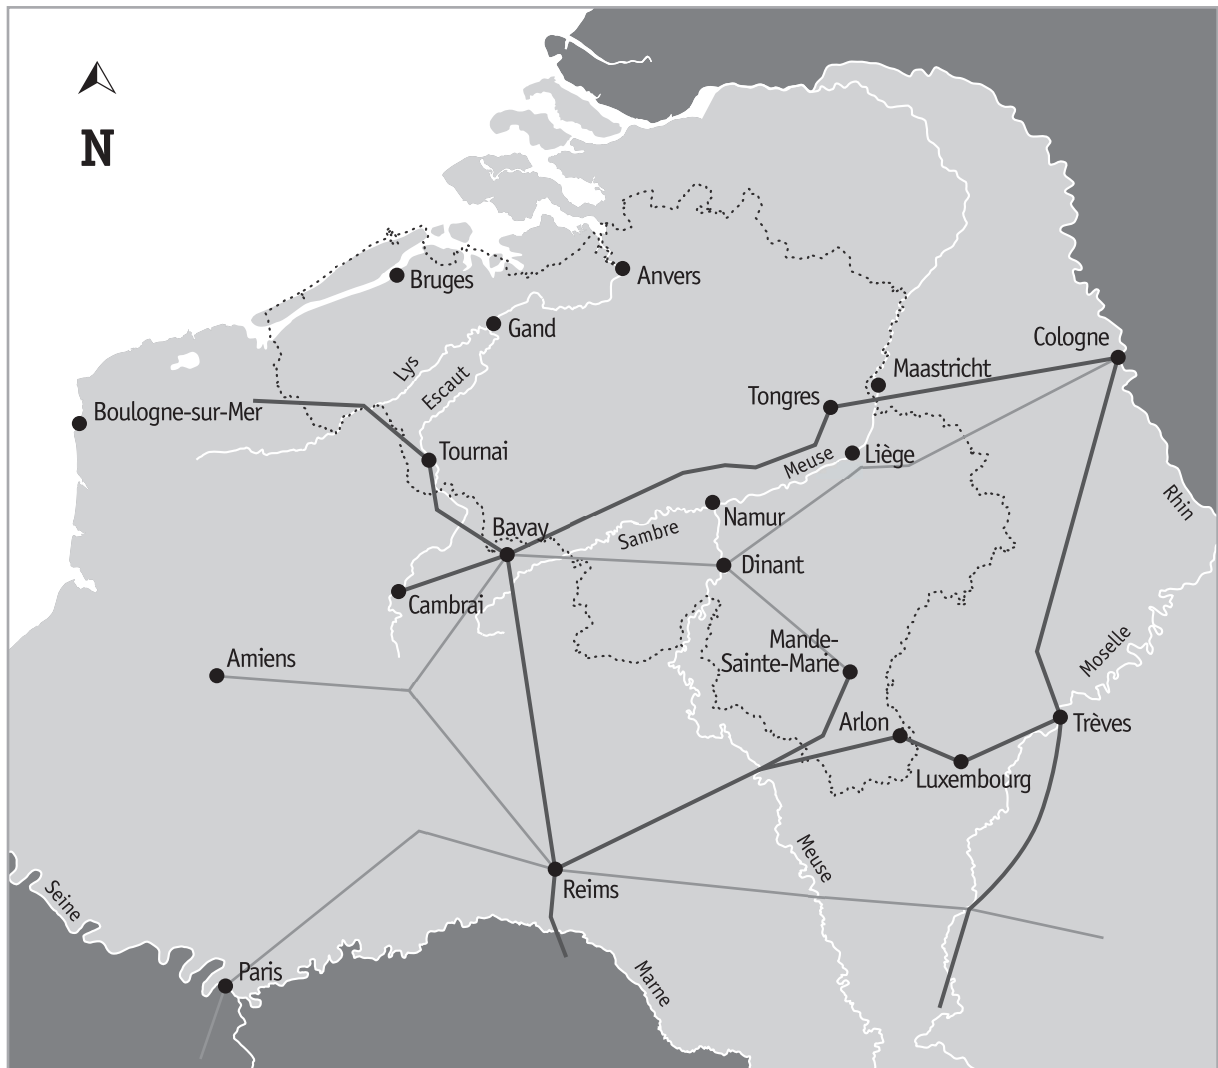 N
Bruges
Anvers
Gand
Cologne
Lys
Maastricht
Escaut
Tongres
Boulogne-sur-Mer
Tournai
Meuse
Liège
Rhin
Bavay
Sambre
Namur
Dinant
Cambrai
Mande-
Sainte-Marie
Moselle
Amiens
Arlon
Trèves
Luxembourg
Meuse
Reims
Seine
Paris
Marne